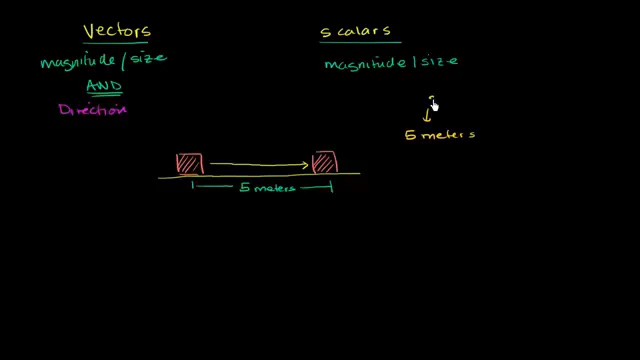 Vectors
magnitude / size
AND
Direction
scalars
magnitude / size
5 meters
5 meters